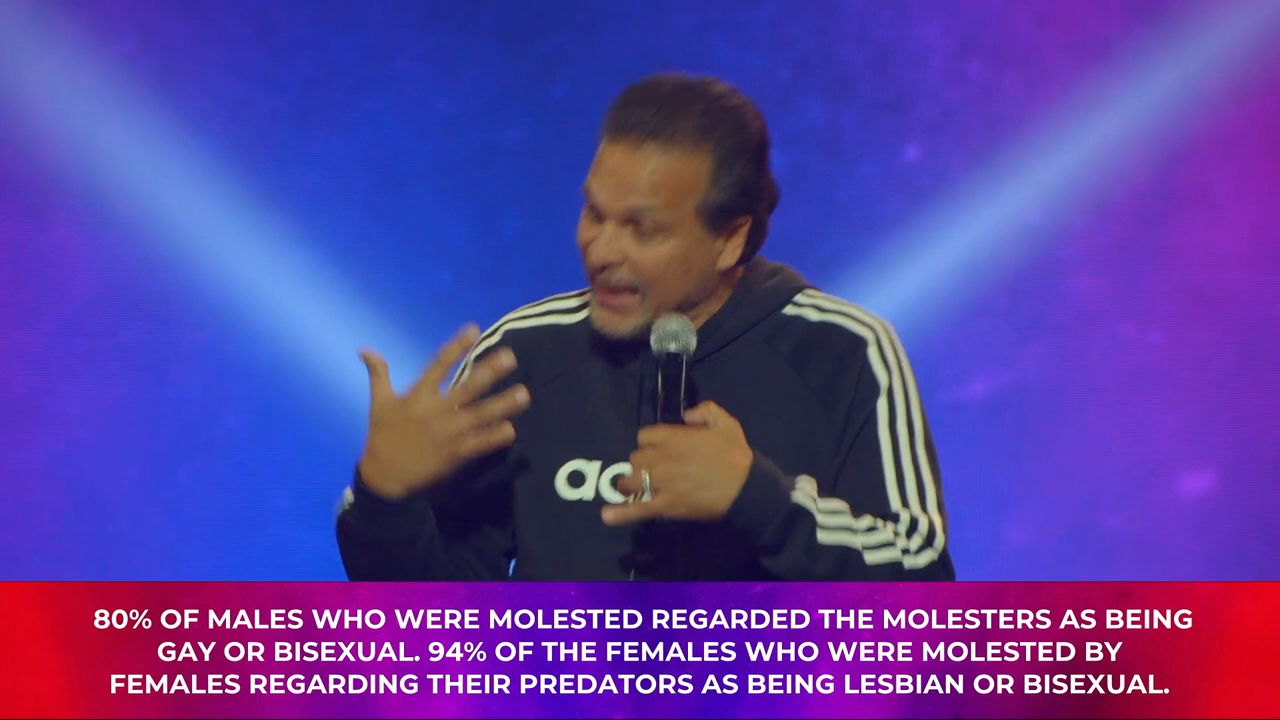 ad
80% OF MALES WHO WERE MOLESTED REGARDED THE MOLESTERS AS BEING
GAY OR BISEXUAL. 94% OF THE FEMALES WHO WERE MOLESTED BY
FEMALES REGARDING THEIR PREDATORS AS BEING LESBIAN OR BISEXUAL.